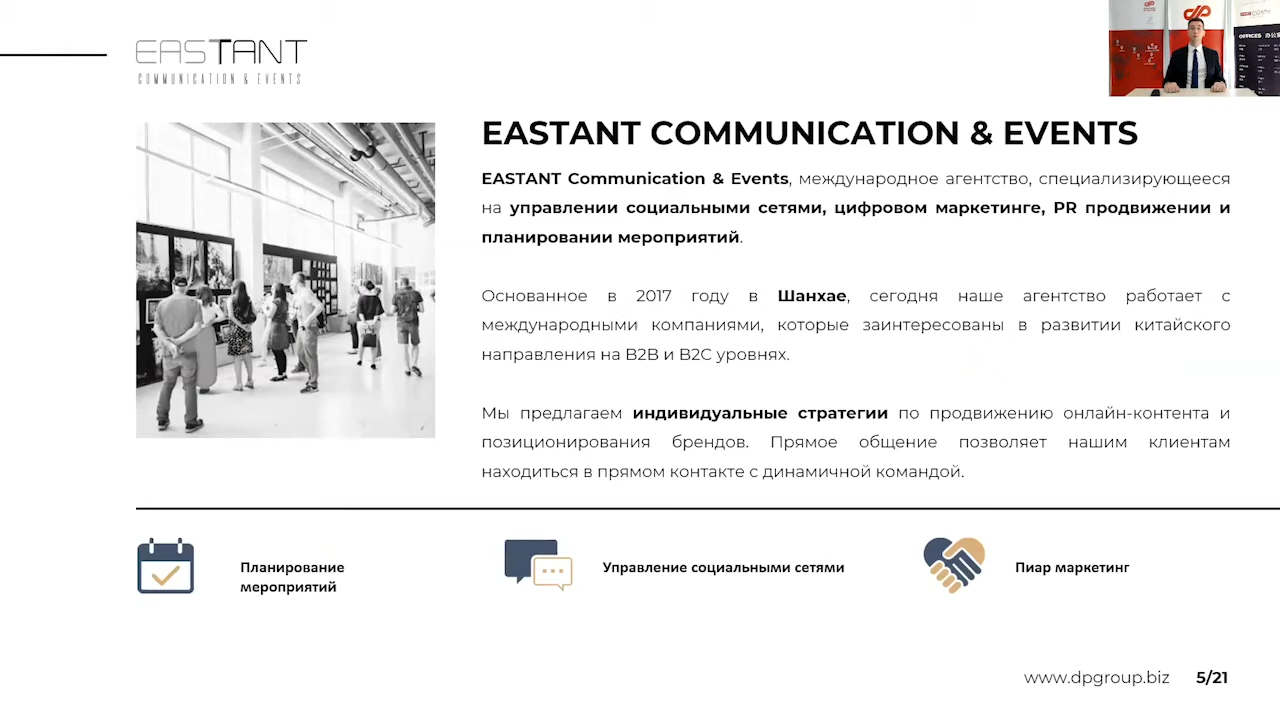 EASTANT
COMMUNICATION & EVENTS
OFFICES
EASTANT COMMUNICATION & EVENTS
EASTANT Communication & Events, международное агентство, специализирующееся
на управлении социальными сетями, цифровом маркетинге, PR продвижении и
планировании мероприятий.
Основанное в 2017 году в Шанхае, сегодня наше агентство работает с
международными компаниями, которые заинтересованы в развитии китайского
направления на B2B и B2C уровнях.
Мы предлагаем индивидуальные стратегии по продвижению онлайн-контента и
позиционирования брендов. Прямое общение позволяет нашим клиентам
находиться в прямом контакте с динамичной командой.
Планирование
мероприятий
Управление социальными сетями
Пиар маркетинг
www.dpgroup.biz 5/21